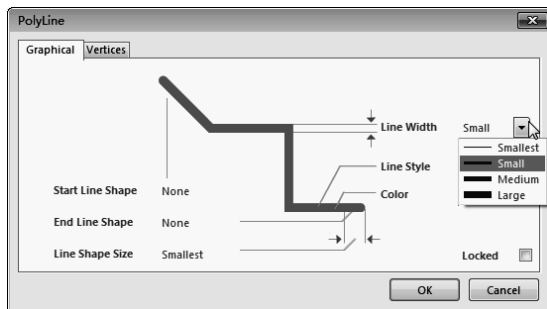 PolyLine
Graphical Vertices
Line Width Small
Smallest
Small
Medium
Large
Line Style
Color
Start Line Shape None
End Line Shape None
Line Shape Size Smallest
Locked
OK Cancel